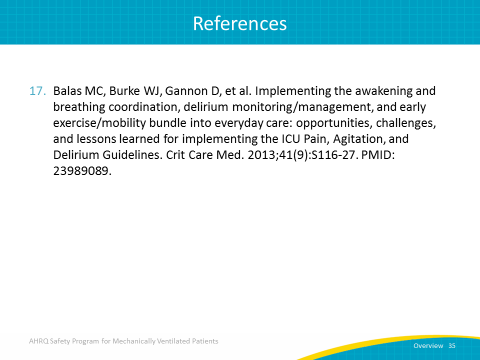 References
17. Balas MC, Burke WJ, Gannon D, et al. Implementing the awakening and
breathing coordination, delirium monitoring/management, and early
exercise/mobility bundle into everyday care: opportunities, challenges,
and lessons learned for implementing the ICU Pain, Agitation, and
Delirium Guidelines. Crit Care Med. 2013;41(9):S116-27. PMID:
23989089.
AHRQ Safety Program for Mechanically Ventilated Patients
Overview 35